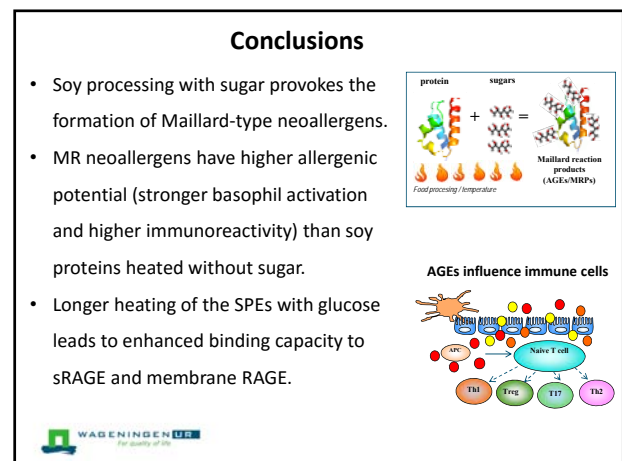 Conclusions
• Soy processing with sugar provokes the
formation of Maillard-type neoallergens.
• MR neoallergens have higher allergenic
potential (stronger basophil activation
and higher immunoreactivity) than soy
proteins heated without sugar.
• Longer heating of the SPEs with glucose
leads to enhanced binding capacity to
sRAGE and membrane RAGE.
protein sugars
+ =
Maillard reaction
products
(AGEs/MRPs)
Food procesing / temperature
AGEs influence immune cells
APC
Naive T cell
Th1 Treg T17 Th2
WAGENINGEN UR
For quality of life